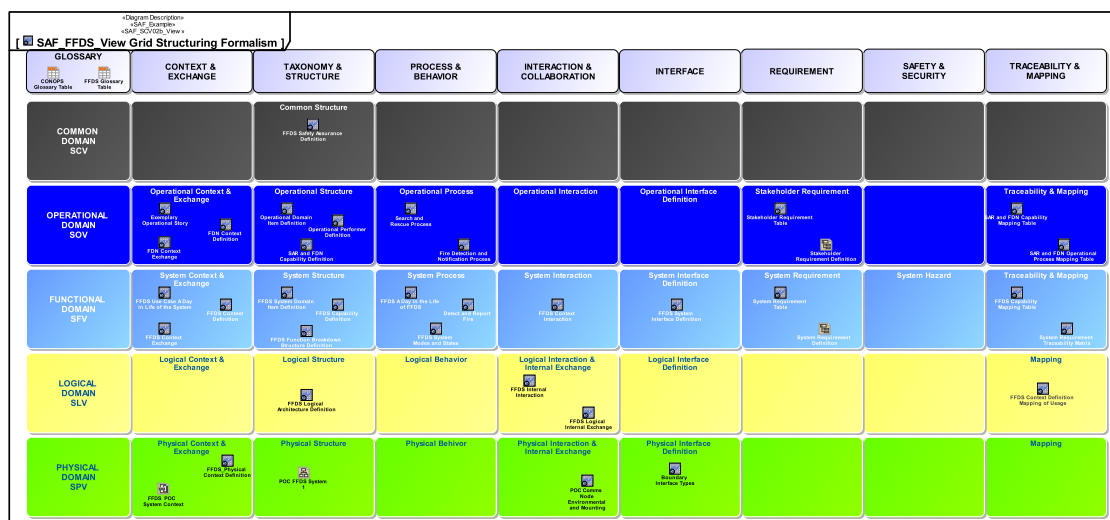 «Diagram Description»
«SAF_Example»
«SAF_SCV02b_View »
[ SAF_FFDS_View Grid Structuring Formalism ]
GLOSSARY
CONOPS
Glossary Table
FFDS Glossary
Table
CONTEXT &
EXCHANGE
TAXONOMY &
STRUCTURE
PROCESS &
BEHAVIOR
INTERACTION &
COLLABORATION
INTERFACE
REQUIREMENT
SAFETY &
SECURITY
TRACEABILITY &
MAPPING
COMMON
DOMAIN
SCV
Common Structure
FFDS Safety Assurance
Definition
OPERATIONAL
DOMAIN
SOV
Operational Context &
Exchange
Exemplary
Operational Story
FDN Context
Definition
FDN Context
Exchange
Operational Structure
Operational Domain
Item Definition
Operational Performer
Definition
SAR and FDN
Capability Definition
Operational Process
Search and
Rescue Process
Fire Detection and
Notification Process
Operational Interaction
Operational Interface
Definition
Stakeholder Requirement
Stakeholder Requirement
Table
Stakeholder
Requirement Definition
Traceability & Mapping
SAR and FDN Capability
Mapping Table
SAR and FDN Operational
Process Mapping Table
FUNCTIONAL
DOMAIN
SFV
System Context &
Exchange
FFDS Use Case A Day
in Life of the System
FFDS Context
Definition
FFDS Context
Exchange
System Structure
FFDS System Domain
Item Definition
FFDS Capability
Definition
FFDS Function Breakdown
Structure Definition
System Process
FFDS A Day in the Life
of FFDS
Detect and Report
Fire
FFDS System
Modes and States
System Interaction
FFDS Context
Interaction
System Interface
Definition
FFDS System
Interface Definition
System Requirement
System Requirement
Table
System Requirement
Definition
System Hazard
Traceability & Mapping
FFDS Capability
Mapping Table
System Requirement
Traceability Matrix
LOGICAL
DOMAIN
SLV
Logical Context &
Exchange
Logical Structure
FFDS Logical
Architecture Definition
Logical Behavior
Logical Interaction &
Internal Exchange
FFDS Internal
Interaction
FFDS Logical
Internal Exchange
Logical Interface
Definition
Mapping
FFDS Context Definition
Mapping of Usage
PHYSICAL
DOMAIN
SPV
Physical Context &
Exchange
FFDS_Physical
Context Definition
FFDS POC
System Context
Physical Structure
POC FFDS System
1
Physical Behivor
Physical Interaction &
Internal Exchange
POC Comms
Node
Environmental
and Mounting
Physical Interface
Definition
Boundary
Interface Types
Mapping